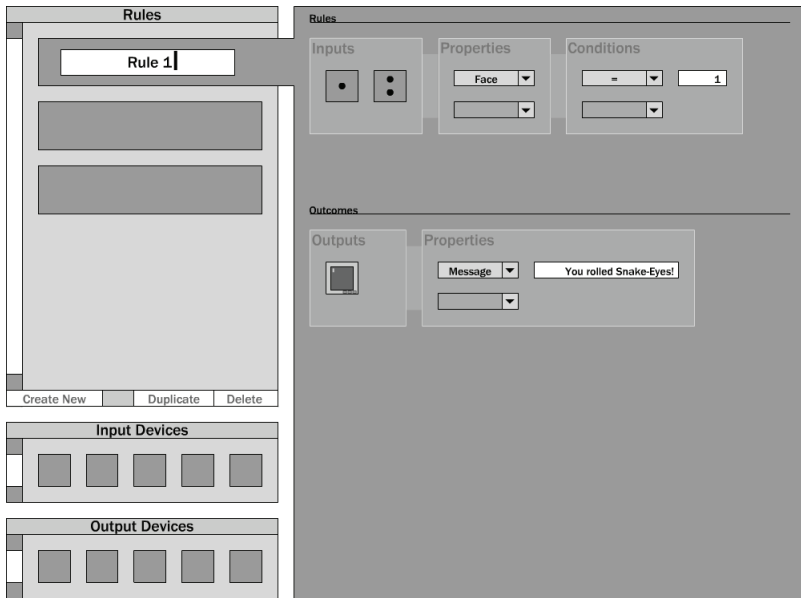 Rules
Rule 1
Create New
Duplicate
Delete
Input Devices
Output Devices
Rules
Inputs
Properties
Conditions
Face
=
1
Outcomes
Outputs
Properties
Message
You rolled Snake-Eyes!